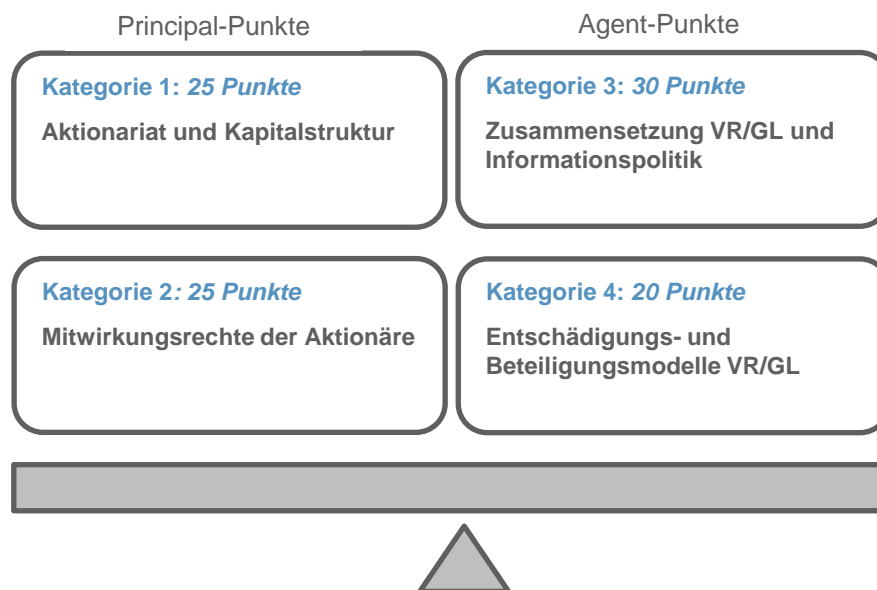 Principal-Punkte
Agent-Punkte
Kategorie 1: 25 Punkte
Aktionariat und Kapitalstruktur
Kategorie 3: 30 Punkte
Zusammensetzung VR/GL und
Informationspolitik
Kategorie 2: 25 Punkte
Mitwirkungsrechte der Aktionäre
Kategorie 4: 20 Punkte
Entschädigungs- und
Beteiligungsmodelle VR/GL